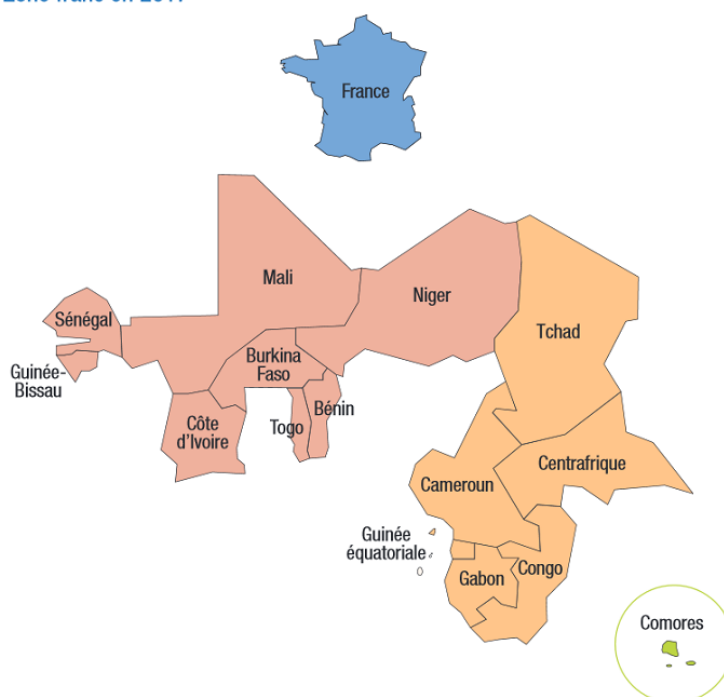 France
Mali
Niger
Sénégal
Tchad
Guinée-
Bissau
Burkina
Faso
Bénin
Togo
Côte
d'Ivoire
Centrafrique
Cameroun
Guinée
équatoriale
Gabon
Congo
Comores